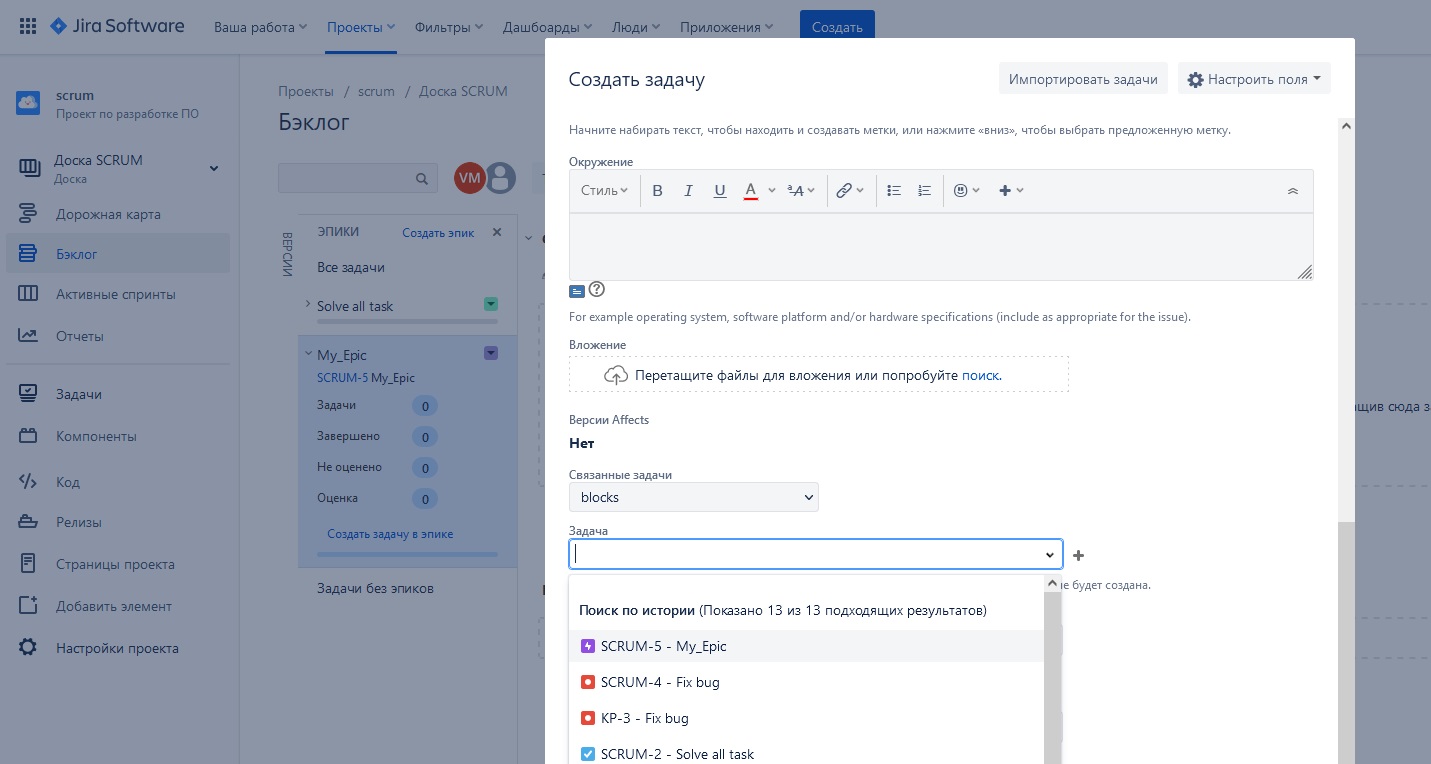 Jira Software
Ваша работа
Проекты
Фильтры
Дашборды
Люди
Приложения
Создать
scrum
Проект по разработке ПО
Доска SCRUM
Доска
Дорожная карта
Бэклог
Активные спринты
Отчеты
Задачи
Компоненты
Код
Релизы
Страницы проекта
Добавить элемент
Настройки проекта
Проекты / scrum / Доска SCRUM
Бэклог
VM
ВЕРСИИ
ЭПИКИ
Создать эпик
Все задачи
Solve all task
My_Epic
SCRUM-5 My_Epic
Задачи 0
Завершено 0
Не оценено 0
Оценка 0
Создать задачу в эпике
Задачи без эпиков
Создать задачу
Импортировать задачи
Настроить поля
Начните набирать текст, чтобы находить и создавать метки, или нажмите «вниз», чтобы выбрать предложенную метку.
Окружение
Стиль
B I U A
For example operating system, software platform and/or hardware specifications (include as appropriate for the issue).
Вложение
Перетащите файлы для вложения или попробуйте поиск.
Версии Affects
Нет
Связанные задачи
blocks
Задача
е будет создана.
Поиск по истории (Показано 13 из 13 подходящих результатов)
SCRUM-5 - My_Epic
SCRUM-4 - Fix bug
KP-3 - Fix bug
SCRUM-2 - Solve all task
ащив сюда з